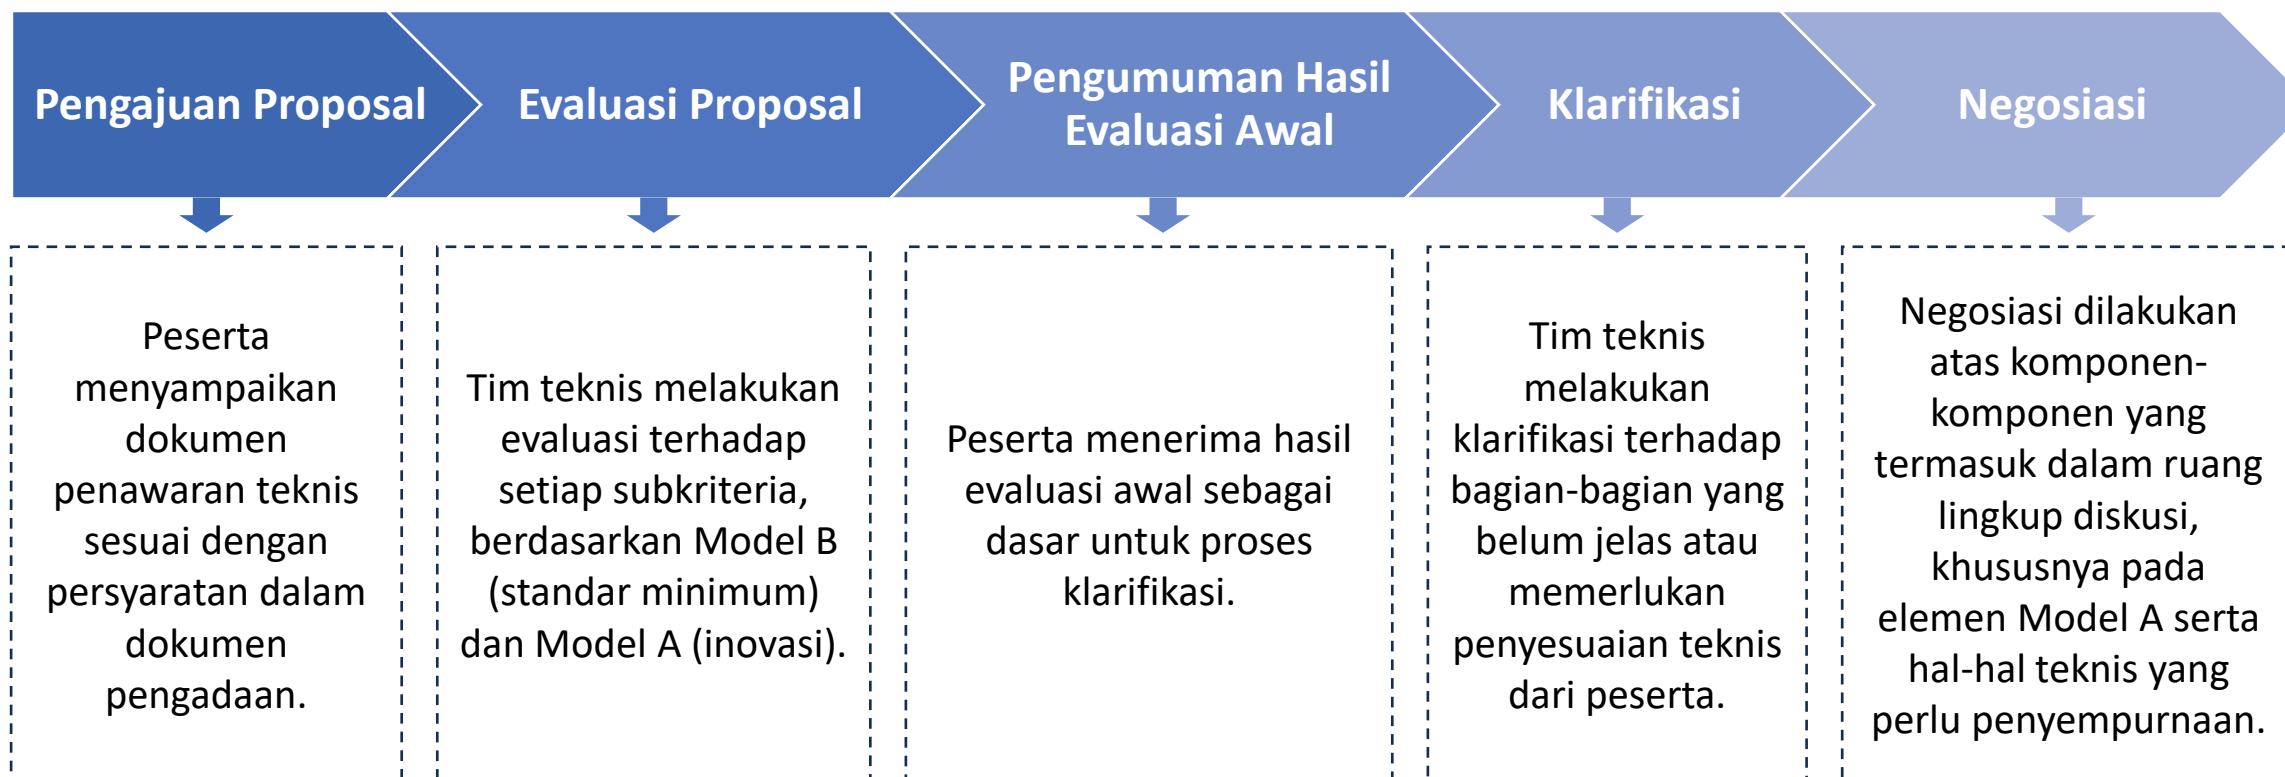 Pengajuan Proposal
Evaluasi Proposal
Pengumuman Hasil
Evaluasi Awal
Klarifikasi
Negosiasi
Peserta
menyampaikan
dokumen
penawaran teknis
sesuai dengan
persyaratan dalam
dokumen
pengadaan.
Tim teknis melakukan
evaluasi terhadap
setiap subkriteria,
berdasarkan Model B
(standar minimum)
dan Model A (inovasi).
Peserta menerima hasil
evaluasi awal sebagai
dasar untuk proses
klarifikasi.
Tim teknis
melakukan
klarifikasi terhadap
bagian-bagian yang
belum jelas atau
memerlukan
penyesuaian teknis
dari peserta.
Negosiasi dilakukan
atas komponen-
komponen yang
termasuk dalam ruang
lingkup diskusi,
khususnya pada
elemen Model A serta
hal-hal teknis yang
perlu penyempurnaan.